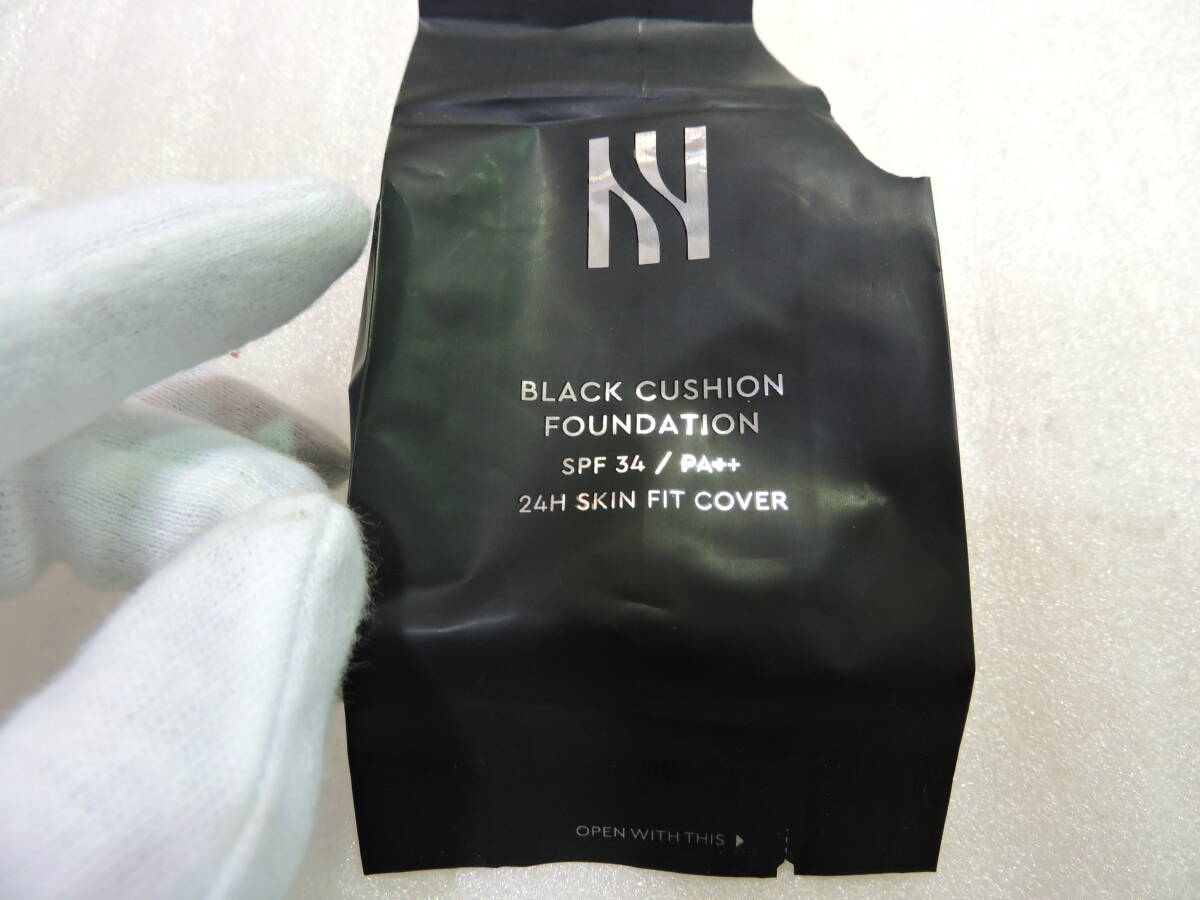 BLACK CUSHION
FOUNDATION
SPF 34 / PA++
24H SKIN FIT COVER
OPEN WITH THIS